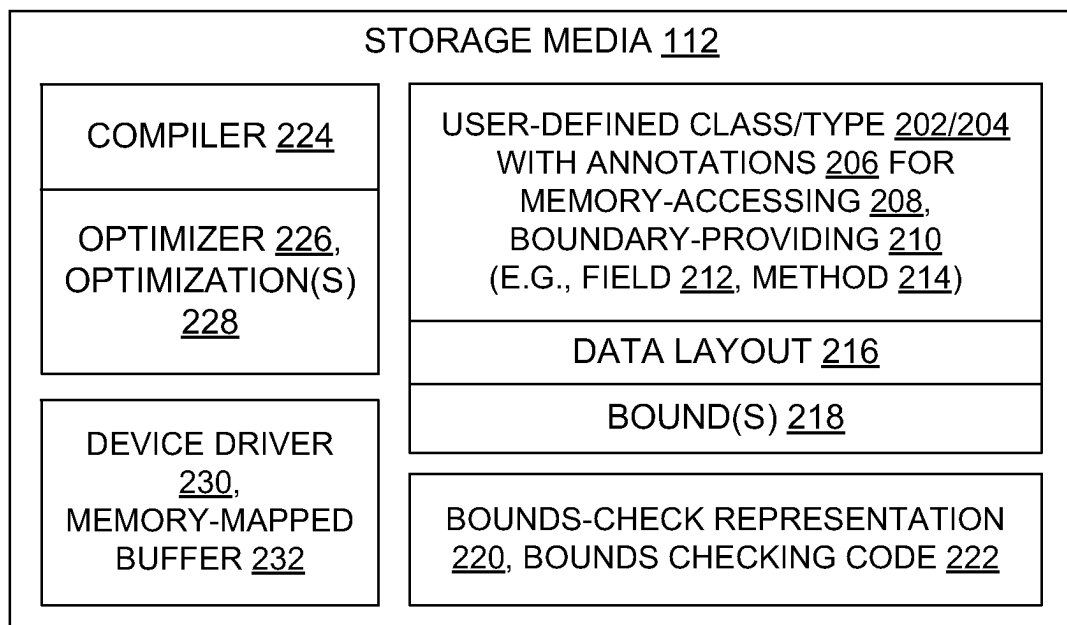 STORAGE MEDIA 112
COMPILER 224
OPTIMIZER 226,
OPTIMIZATION(S)
228
DEVICE DRIVER
230,
MEMORY-MAPPED
BUFFER 232
USER-DEFINED CLASS/TYPE 202/204
WITH ANNOTATIONS 206 FOR
MEMORY-ACCESSING 208,
BOUNDARY-PROVIDING 210
(E.G., FIELD 212, METHOD 214)
DATA LAYOUT 216
BOUND(S) 218
BOUNDS-CHECK REPRESENTATION
220, BOUNDS CHECKING CODE 222